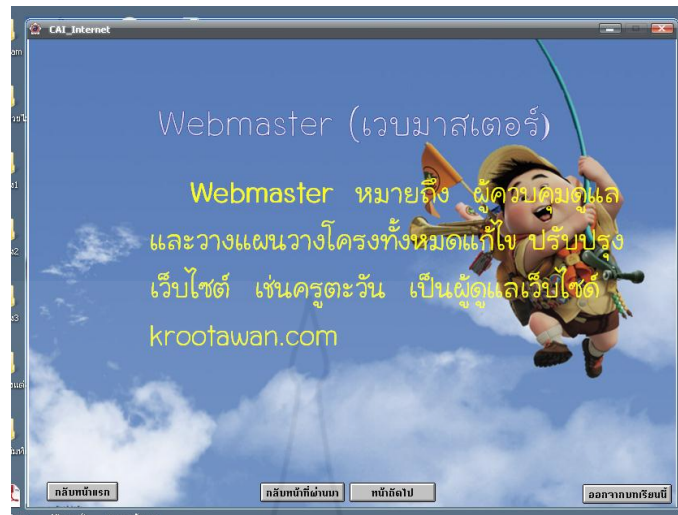 CAI_Internet
Webmaster (เวบมาสเตอร์)
Webmaster หมายถึง ผู้ควบคุมดูแล
และวางแผนวางโครงทั้งหมดแก้ไข ปรับปรุง
เว็บไซต์ เช่นครูตะวัน เป็นผู้ดูแลเว็บไซด์
krootawan.com
กลับหน้าแรก
กลับหน้าที่ผ่านมา
หน้าถัดไป
ออกจากบทเรียนนี้